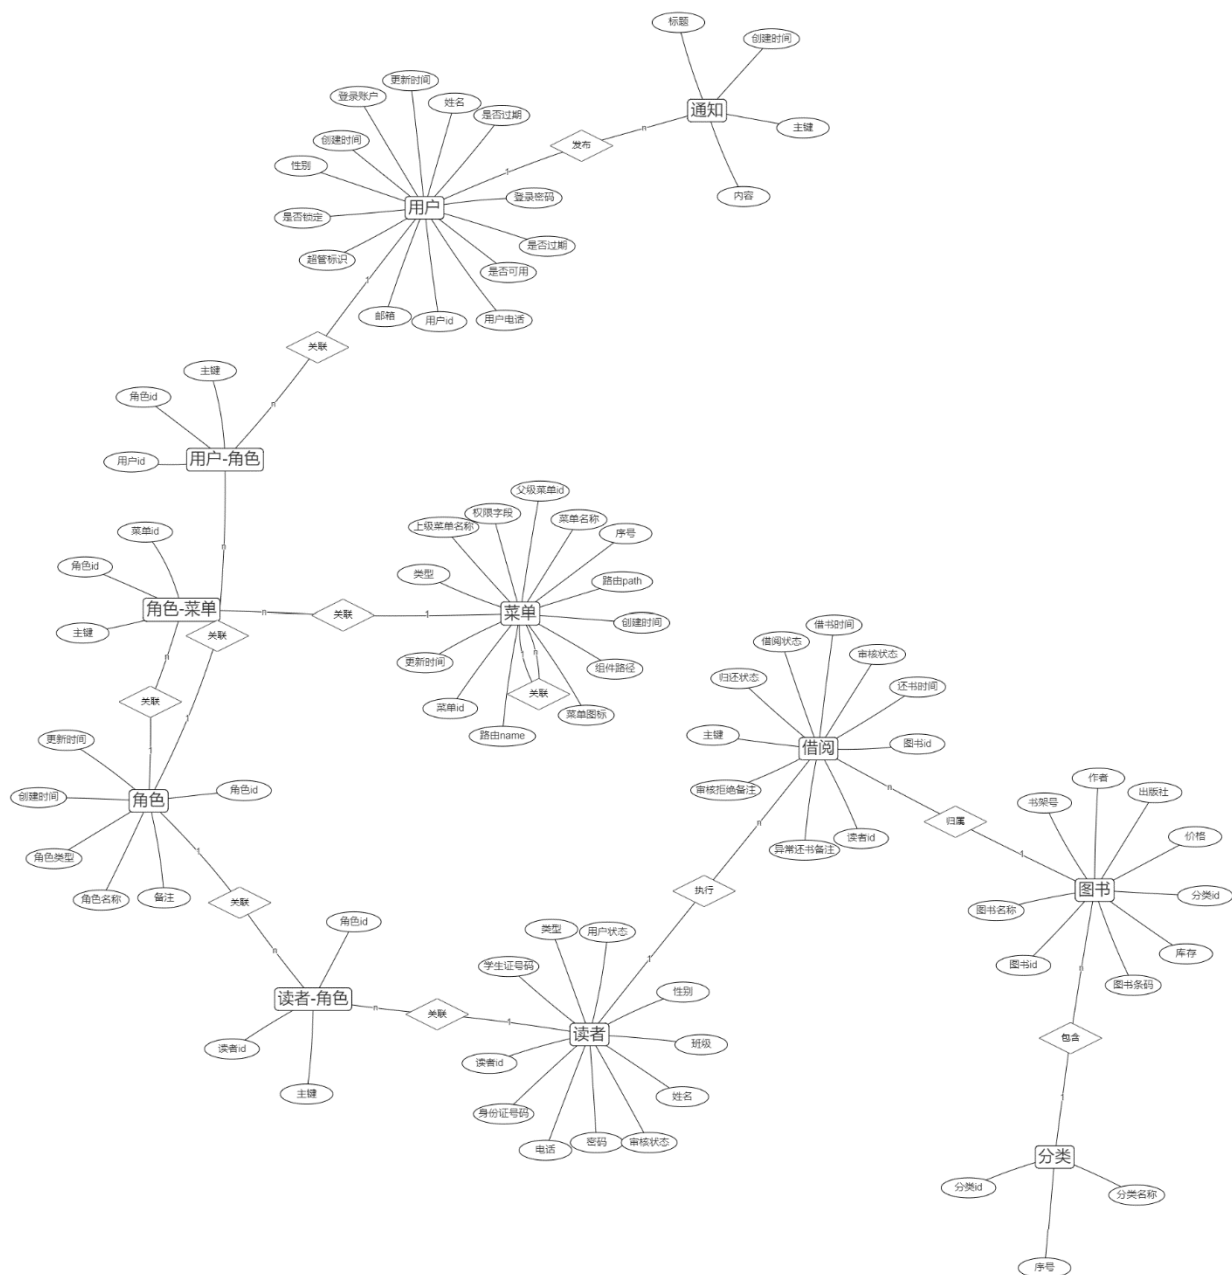 标题
创建时间
通知
主键
内容
n
发布
1
更新时间
登录账户
姓名
是否过期
创建时间
性别
登录密码
用户
是否锁定
是否过期
超管标识
是否可用
邮箱
用户id
用户电话
1
关联
n
主键
角色id
用户id
用户-角色
n
菜单id
角色id
角色-菜单
主键
关联
n
关联
1
父级菜单id
权限字段
上级菜单名称
菜单名称
序号
类型
路由path
菜单
创建时间
更新时间
组件路径
1
n
关联
菜单id
菜单图标
路由name
n
关联
1
1
更新时间
角色id
创建时间
角色
角色类型
角色名称
备注
1
关联
n
角色id
读者-角色
读者id
主键
n
关联
1
借书时间
借阅状态
审核状态
归还状态
还书时间
主键
借阅
图书id
审核拒绝备注
异常还书备注
读者id
n
执行
1
n
归属
1
作者
书架号
出版社
价格
图书
分类id
图书名称
库存
图书id
图书条码
n
包含
1
类型
用户状态
学生证号码
性别
读者
班级
读者id
姓名
身份证号码
电话
密码
审核状态
分类
分类id
分类名称
序号